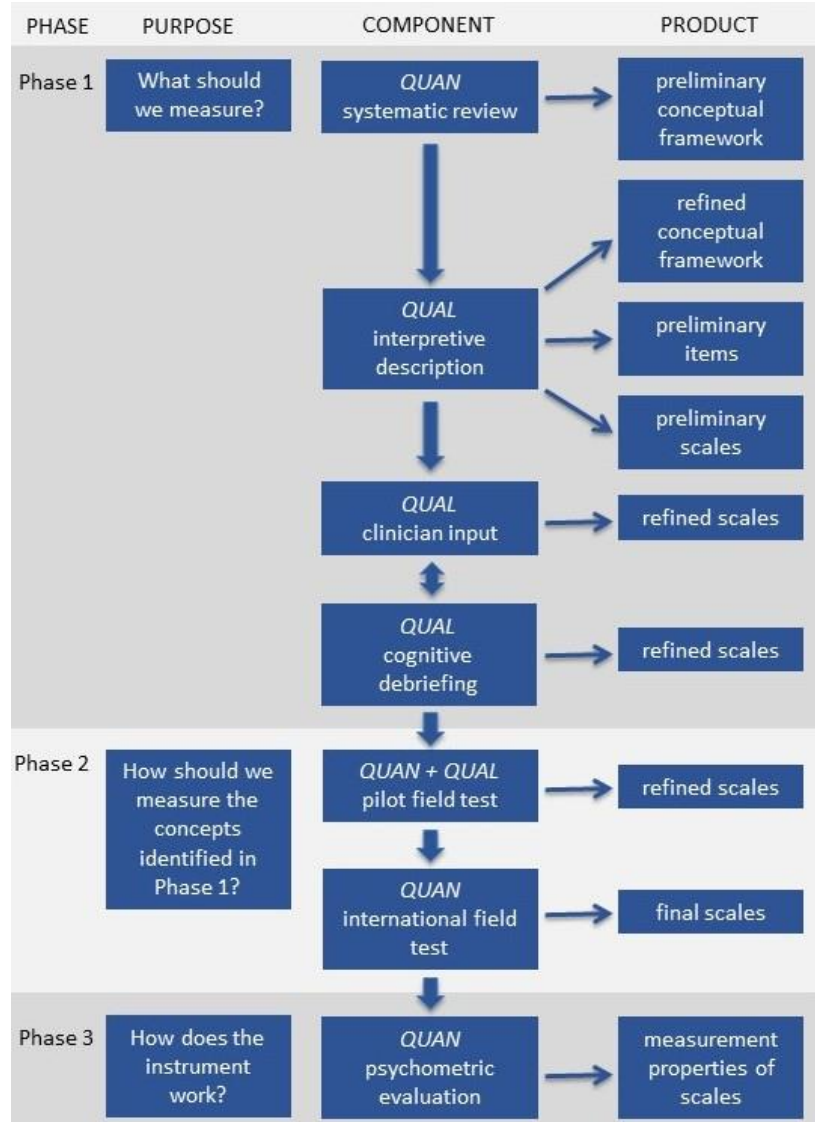 PHASE PURPOSE COMPONENT PRODUCT
Phase 1
What should
we measure?
QUAN
systematic review
preliminary
conceptual
framework
refined
conceptual
framework
QUAL
interpretive
description
preliminary
items
preliminary
scales
QUAL
clinician input
refined scales
QUAL
cognitive
debriefing
refined scales
Phase 2
How should we
measure the
concepts
identified in
Phase 1?
QUAN + QUAL
pilot field test
refined scales
QUAN
international field
test
final scales
Phase 3
How does the
instrument
work?
QUAN
psychometric
evaluation
measurement
properties of
scales